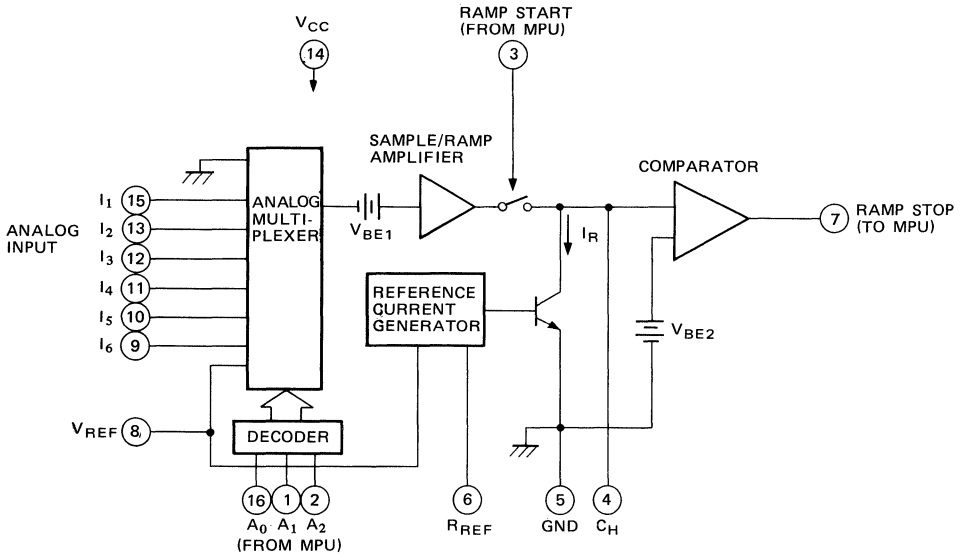 RAMP START
(FROM MPU)
V_CC
14
3
SAMPLE/RAMP
AMPLIFIER
COMPARATOR
ANALOG
INPUT
I₁ 15
I₂ 13
I₃ 12
I₄ 11
I₅ 10
I₆ 9
ANALOG
MULTI-
PLEXER
V_BE1
I_R
7 RAMP STOP
(TO MPU)
REFERENCE
CURRENT
GENERATOR
V_BE2
V_REF 8
DECODER
16 1 2
A₀ A₁ A₂
(FROM MPU)
6
R_REF
5
GND
4
C_H